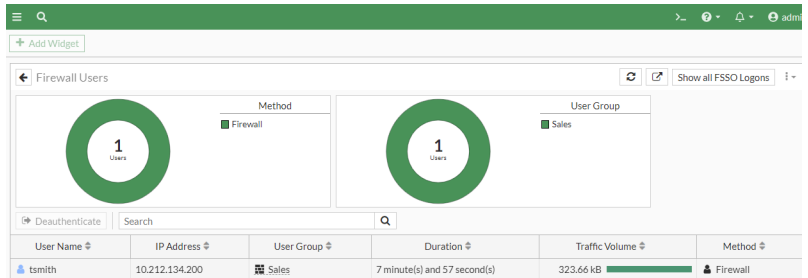 admi
+ Add Widget
Firewall Users
Show all FSSO Logons
Method
Firewall
1
Users
User Group
Sales
1
Users
Deauthenticate
Search
User Name IP Address User Group Duration Traffic Volume Method
tsmith 10.212.134.200 Sales 7 minute(s) and 57 second(s) 323.66 kB Firewall